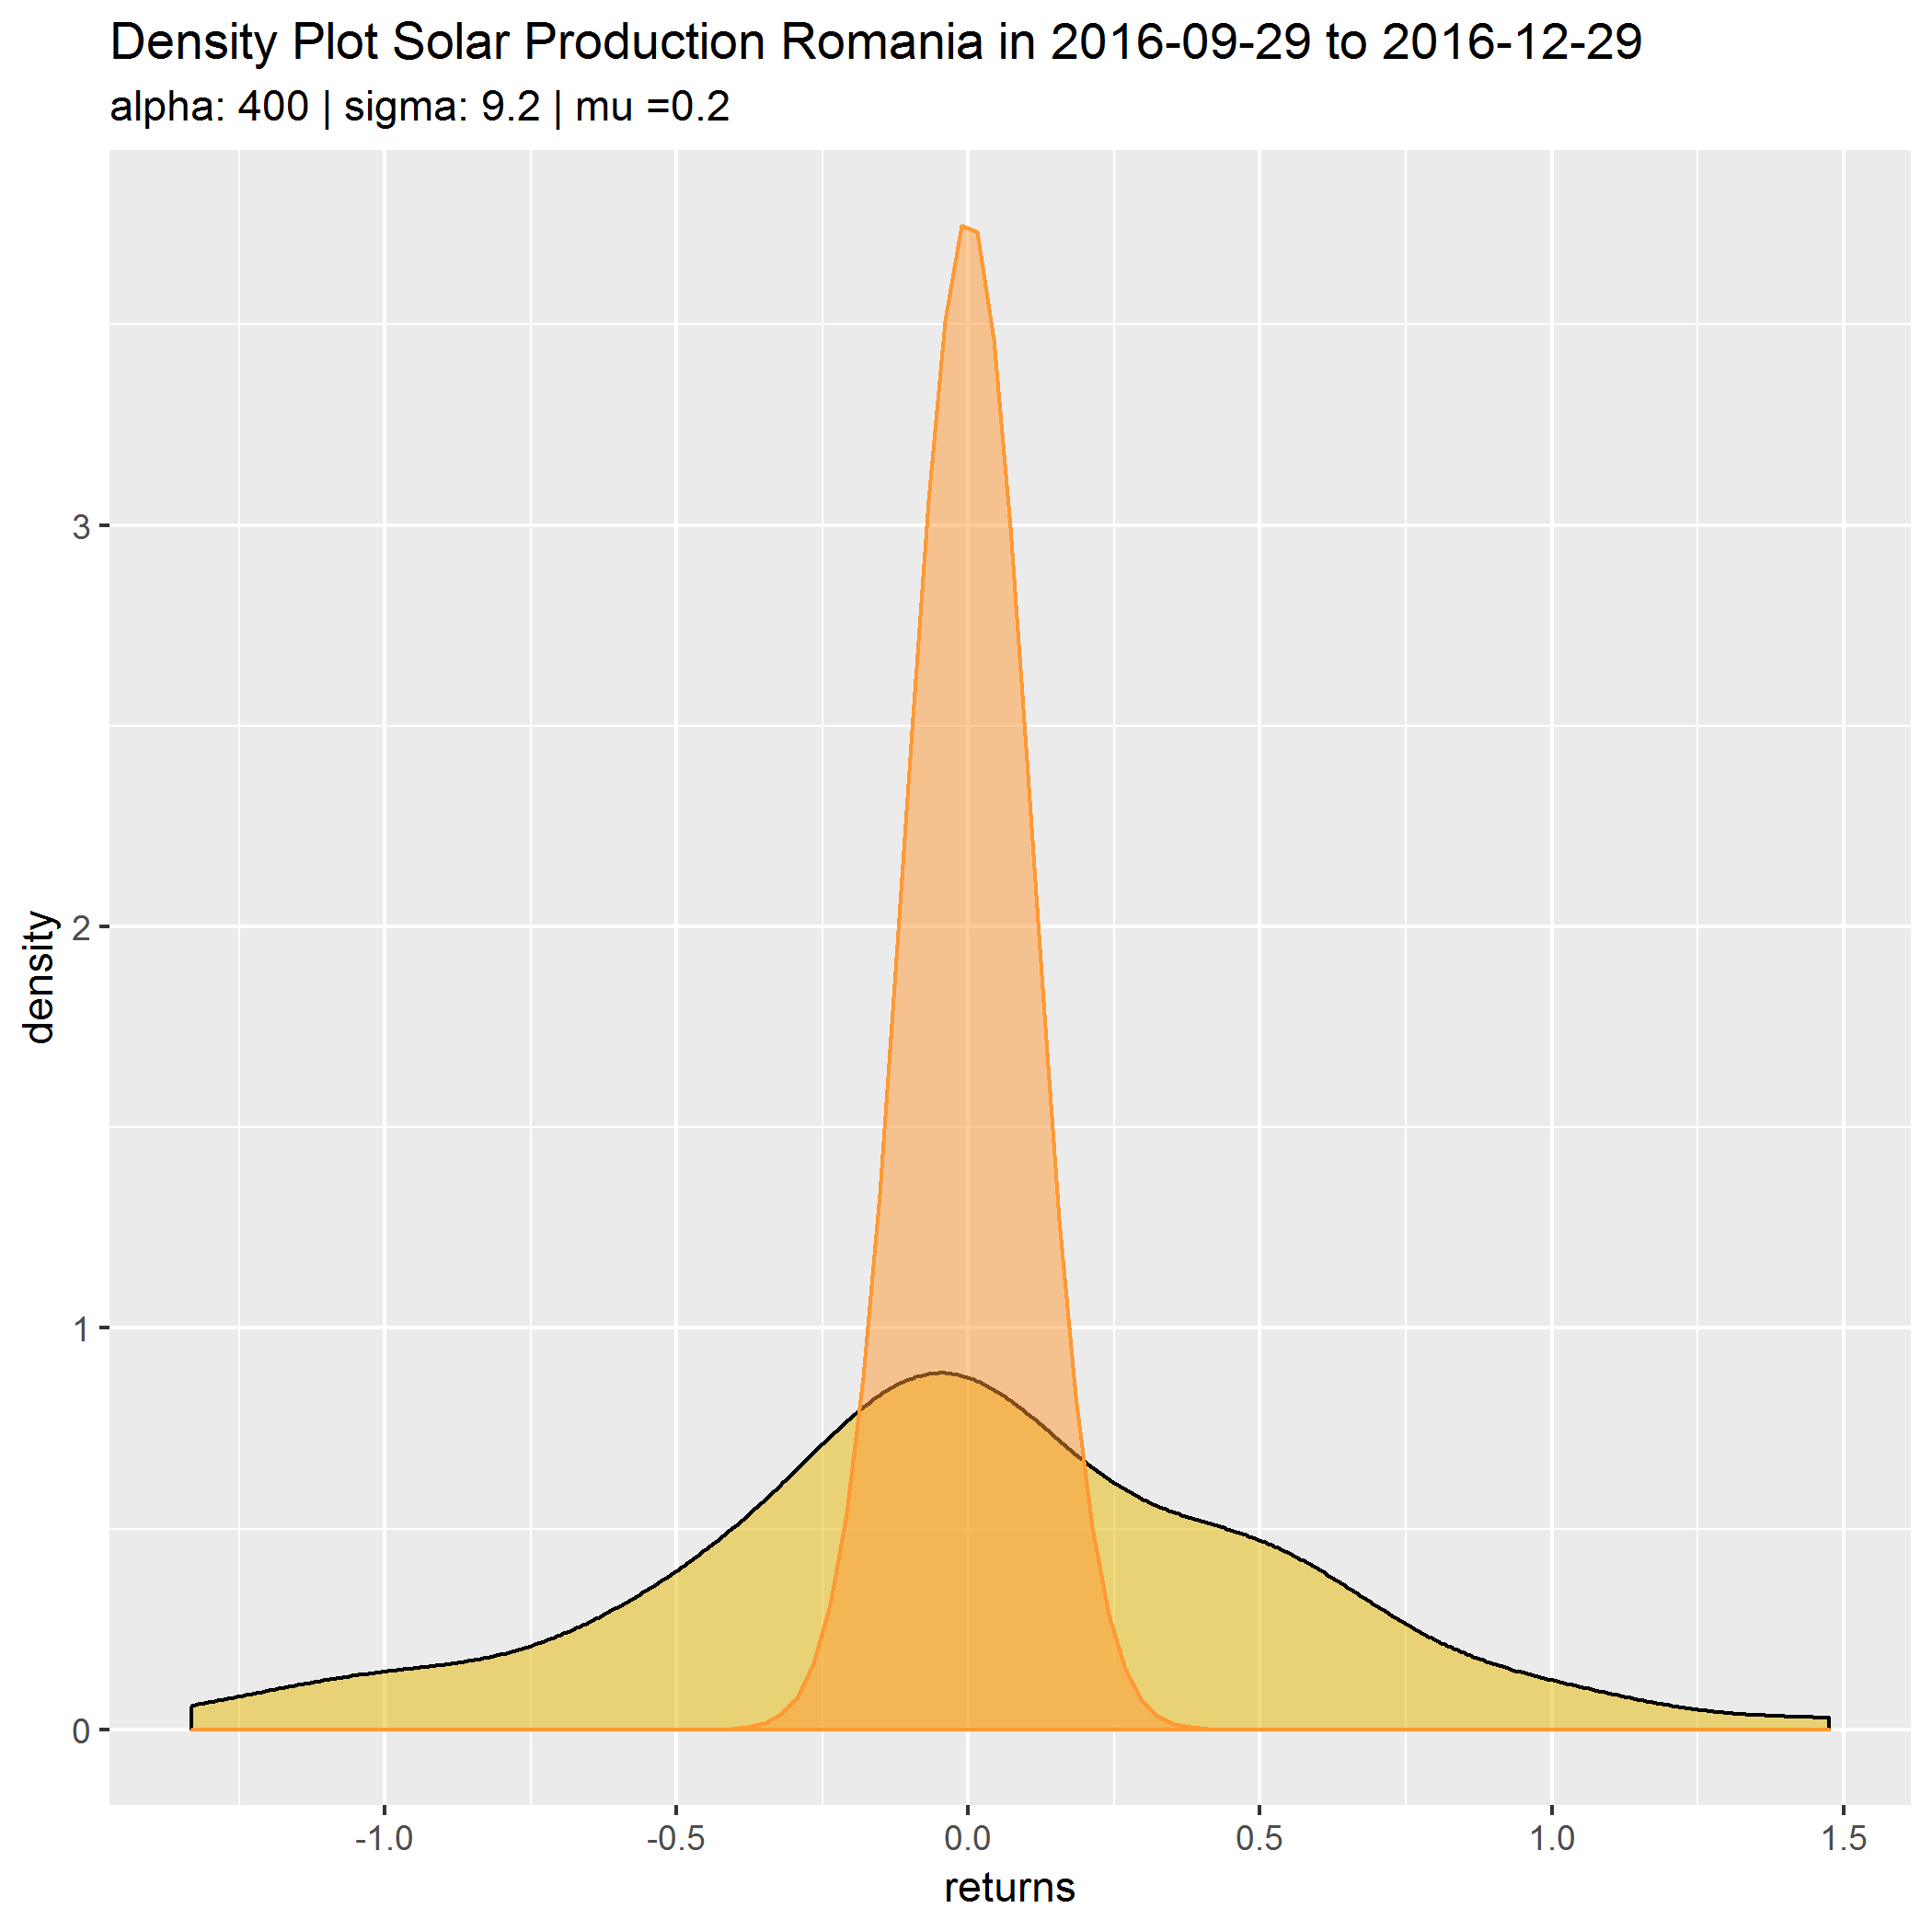 Density Plot Solar Production Romania in 2016-09-29 to 2016-12-29
alpha: 400 | sigma: 9.2 | mu =0.2
3
2
1
0
density
-1.0
-0.5
0.0
0.5
1.0
1.5
returns